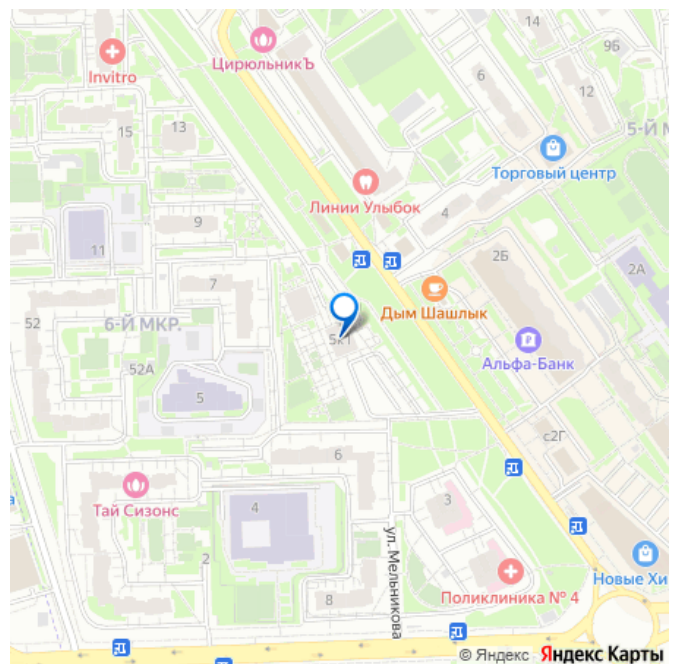 14
ЦирюльникЪ
9Б
Invitro
6
12
15
13
5-Й М
Торговый центр
Линии Улыбок
4
9
11
2Б
2А
7
Дым Шашлык
52
6-Й МКР.
5к1
Альфа-Банк
52А
5
с2Г
6
а
Тай Сизонс
4
3
2
ул. Мельникова
Новые Хи
Поликлиника № 4
8
© Яндекс Яндекс Карты